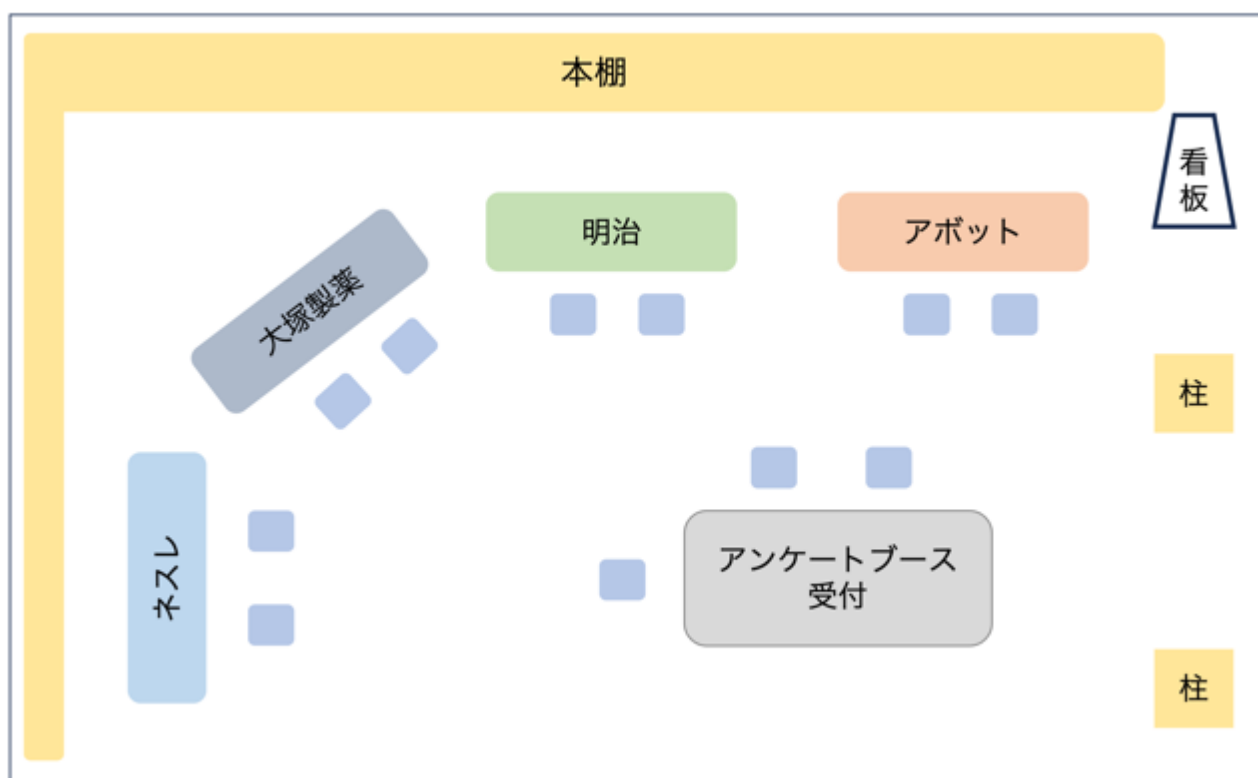 本棚
看
板
明治
アボット
大塚製薬
柱
ネスレ
アンケートブース
受付
柱